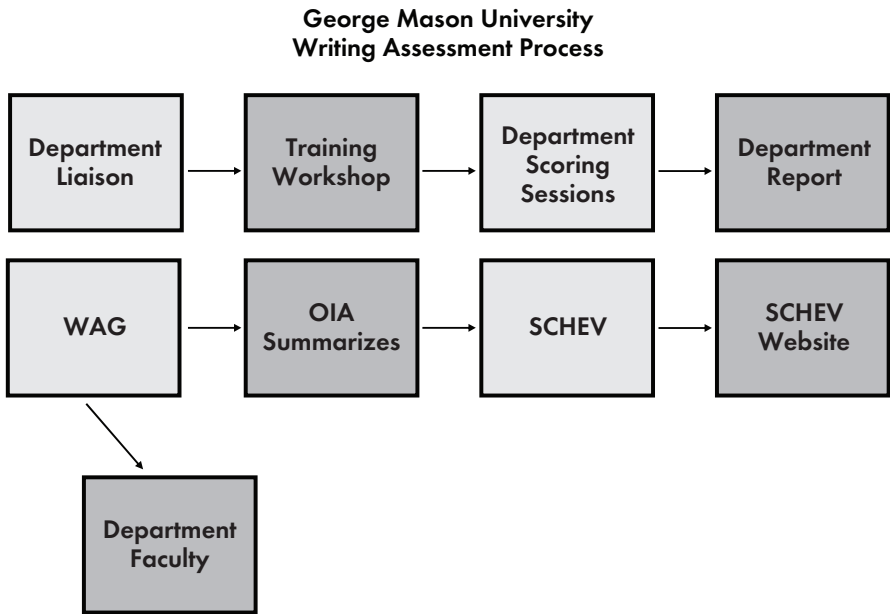 George Mason University
Writing Assessment Process
Department
Liaison
Training
Workshop
Department
Scoring
Sessions
Department
Report
WAG
OIA
Summarizes
SCHEV
SCHEV
Website
Department
Faculty